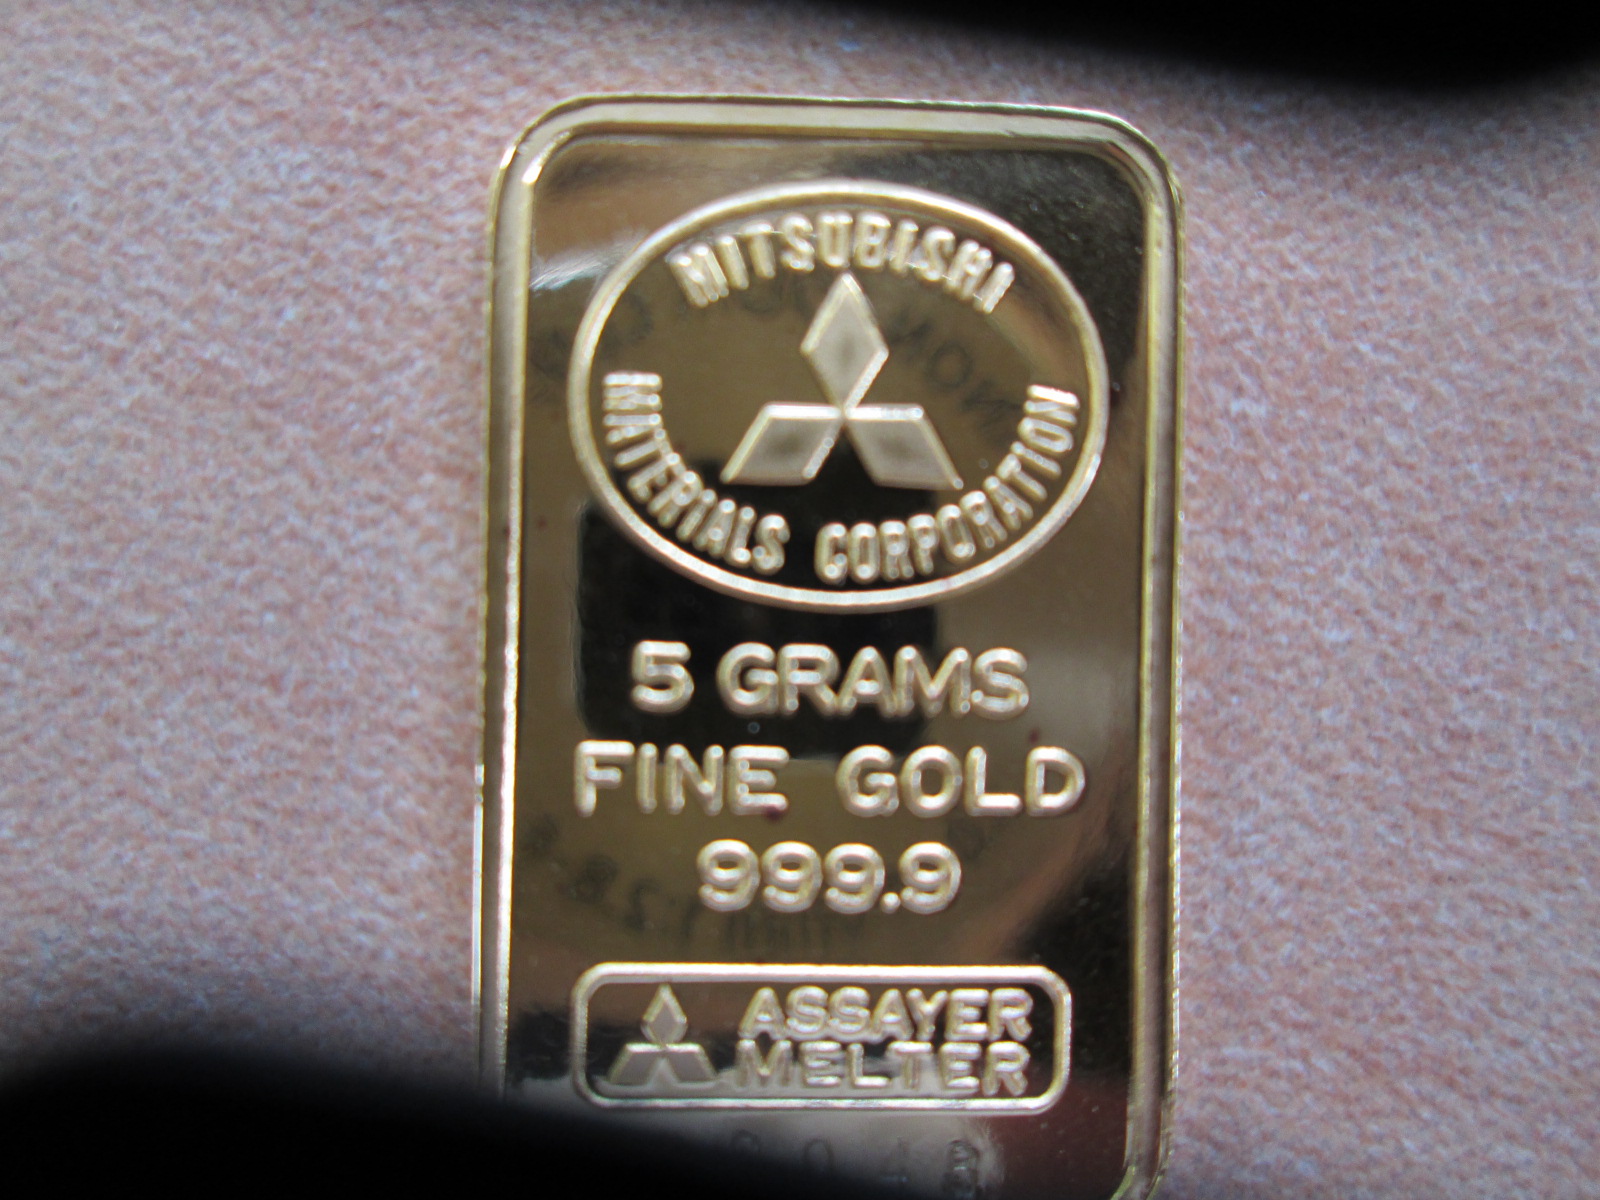 MITSUBISHI
MATERIALS CORPORATION
5 GRAMS
FINE GOLD
999.9
ASSAYER
MELTER